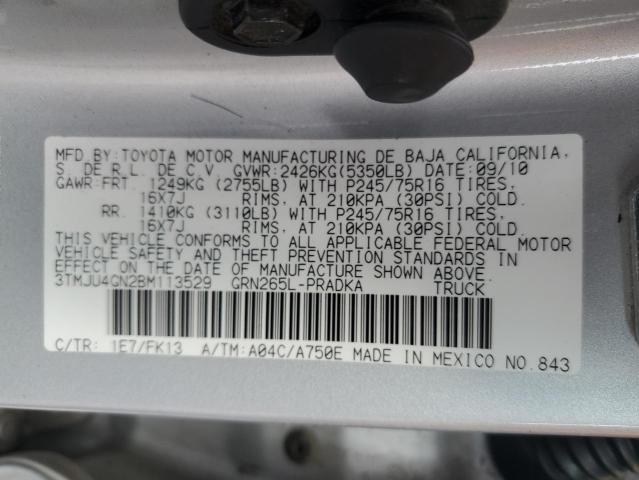 MFD BY:TOYOTA MOTOR MANUFACTURING DE BAJA CALIFORNIA,
S. DE R.L. DE C.V. GVWR:2426KG(5350LB) DATE:09/10
GAWR:FRT. 1249KG (2755LB) WITH P245/75R16 TIRES,
16X7J RIMS, AT 210KPA (30PSI) COLD.
RR. 1410KG (3110LB) WITH P245/75R16 TIRES,
16X7J RIMS, AT 210KPA (30PSI) COLD.
THIS VEHICLE CONFORMS TO ALL APPLICABLE FEDERAL MOTOR
VEHICLE SAFETY AND THEFT PREVENTION STANDARDS IN
EFFECT ON THE DATE OF MANUFACTURE SHOWN ABOVE.
3TMJU4GN2BM113529 GRN265L-PRADKA TRUCK
C/TR: 1E7/FK13 A/TM:A04C/A750E MADE IN MEXICO NO.843